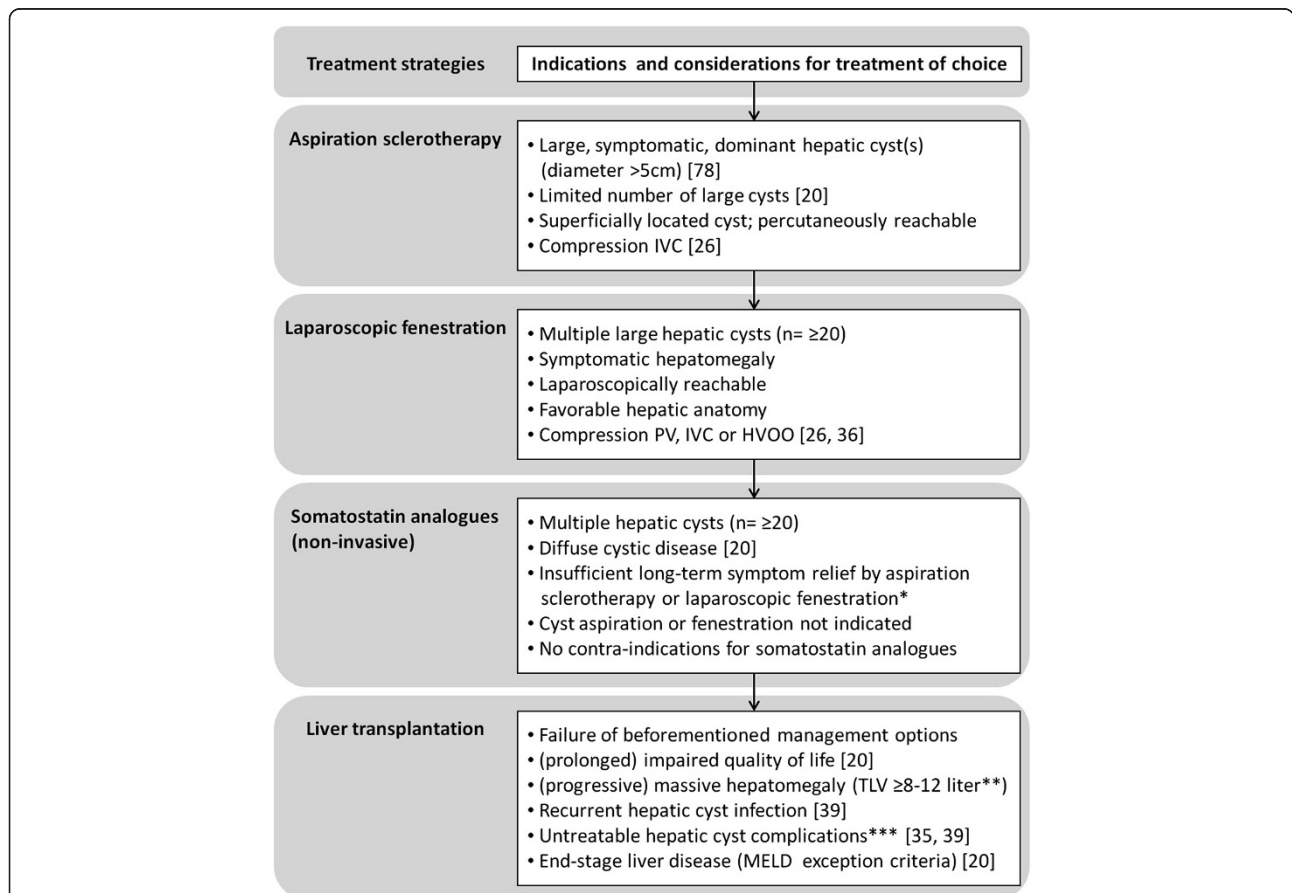 Treatment strategies
Indications and considerations for treatment of choice
Aspiration sclerotherapy
• Large, symptomatic, dominant hepatic cyst(s)
(diameter >5cm) [78]
• Limited number of large cysts [20]
• Superficially located cyst; percutaneously reachable
• Compression IVC [26]
Laparoscopic fenestration
• Multiple large hepatic cysts (n= ≥20)
• Symptomatic hepatomegaly
• Laparoscopically reachable
• Favorable hepatic anatomy
• Compression PV, IVC or HVOO [26, 36]
Somatostatin analogues
(non-invasive)
• Multiple hepatic cysts (n= ≥20)
• Diffuse cystic disease [20]
• Insufficient long-term symptom relief by aspiration
sclerotherapy or laparoscopic fenestration*
• Cyst aspiration or fenestration not indicated
• No contra-indications for somatostatin analogues
Liver transplantation
• Failure of beforementioned management options
• (prolonged) impaired quality of life [20]
• (progressive) massive hepatomegaly (TLV ≥8-12 liter**)
• Recurrent hepatic cyst infection [39]
• Untreatable hepatic cyst complications*** [35, 39]
• End-stage liver disease (MELD exception criteria) [20]